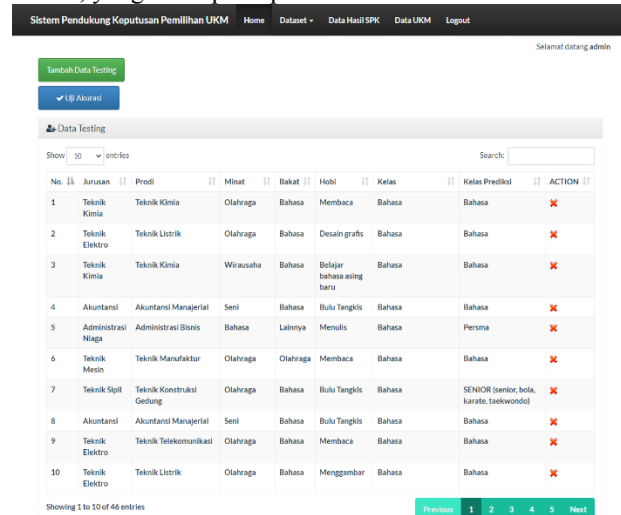 Sistem Pendukung Keputusan Pemilihan UKM Home Dataset Data Hasil SPK Data UKM Logout
Selamat datang admin
Tambah Data Testing
Uji Akurasi
Data Testing
Show 10 entries Search:
No. Jurusan Prodi Minat Bakat Hobi Kelas Kelas Prediksi ACTION
1 Teknik Kimia Teknik Kimia Olahraga Bahasa Membaca Bahasa Bahasa
2 Teknik Elektro Teknik Listrik Olahraga Bahasa Desain grafis Bahasa Bahasa
3 Teknik Kimia Teknik Kimia Wirausaha Bahasa Belajar bahasa asing baru Bahasa Bahasa
4 Akuntansi Akuntansi Manajerial Seni Bahasa Bulu Tangkis Bahasa Bahasa
5 Administrasi Niaga Administrasi Bisnis Bahasa Lainnya Menulis Bahasa Persma
6 Teknik Mesin Teknik Manufaktur Olahraga Olahraga Membaca Bahasa Bahasa
7 Teknik Sipil Teknik Konstruksi Gedung Olahraga Bahasa Bulu Tangkis Bahasa SENIOR (senior, bola, karate, taekwondo)
8 Akuntansi Akuntansi Manajerial Seni Bahasa Bulu Tangkis Bahasa Bahasa
9 Teknik Elektro Teknik Telekomunikasi Olahraga Bahasa Membaca Bahasa Bahasa
10 Teknik Elektro Teknik Listrik Olahraga Bahasa Menggambar Bahasa Bahasa
Showing 1 to 10 of 46 entries Previous 1 2 3 4 5 Next